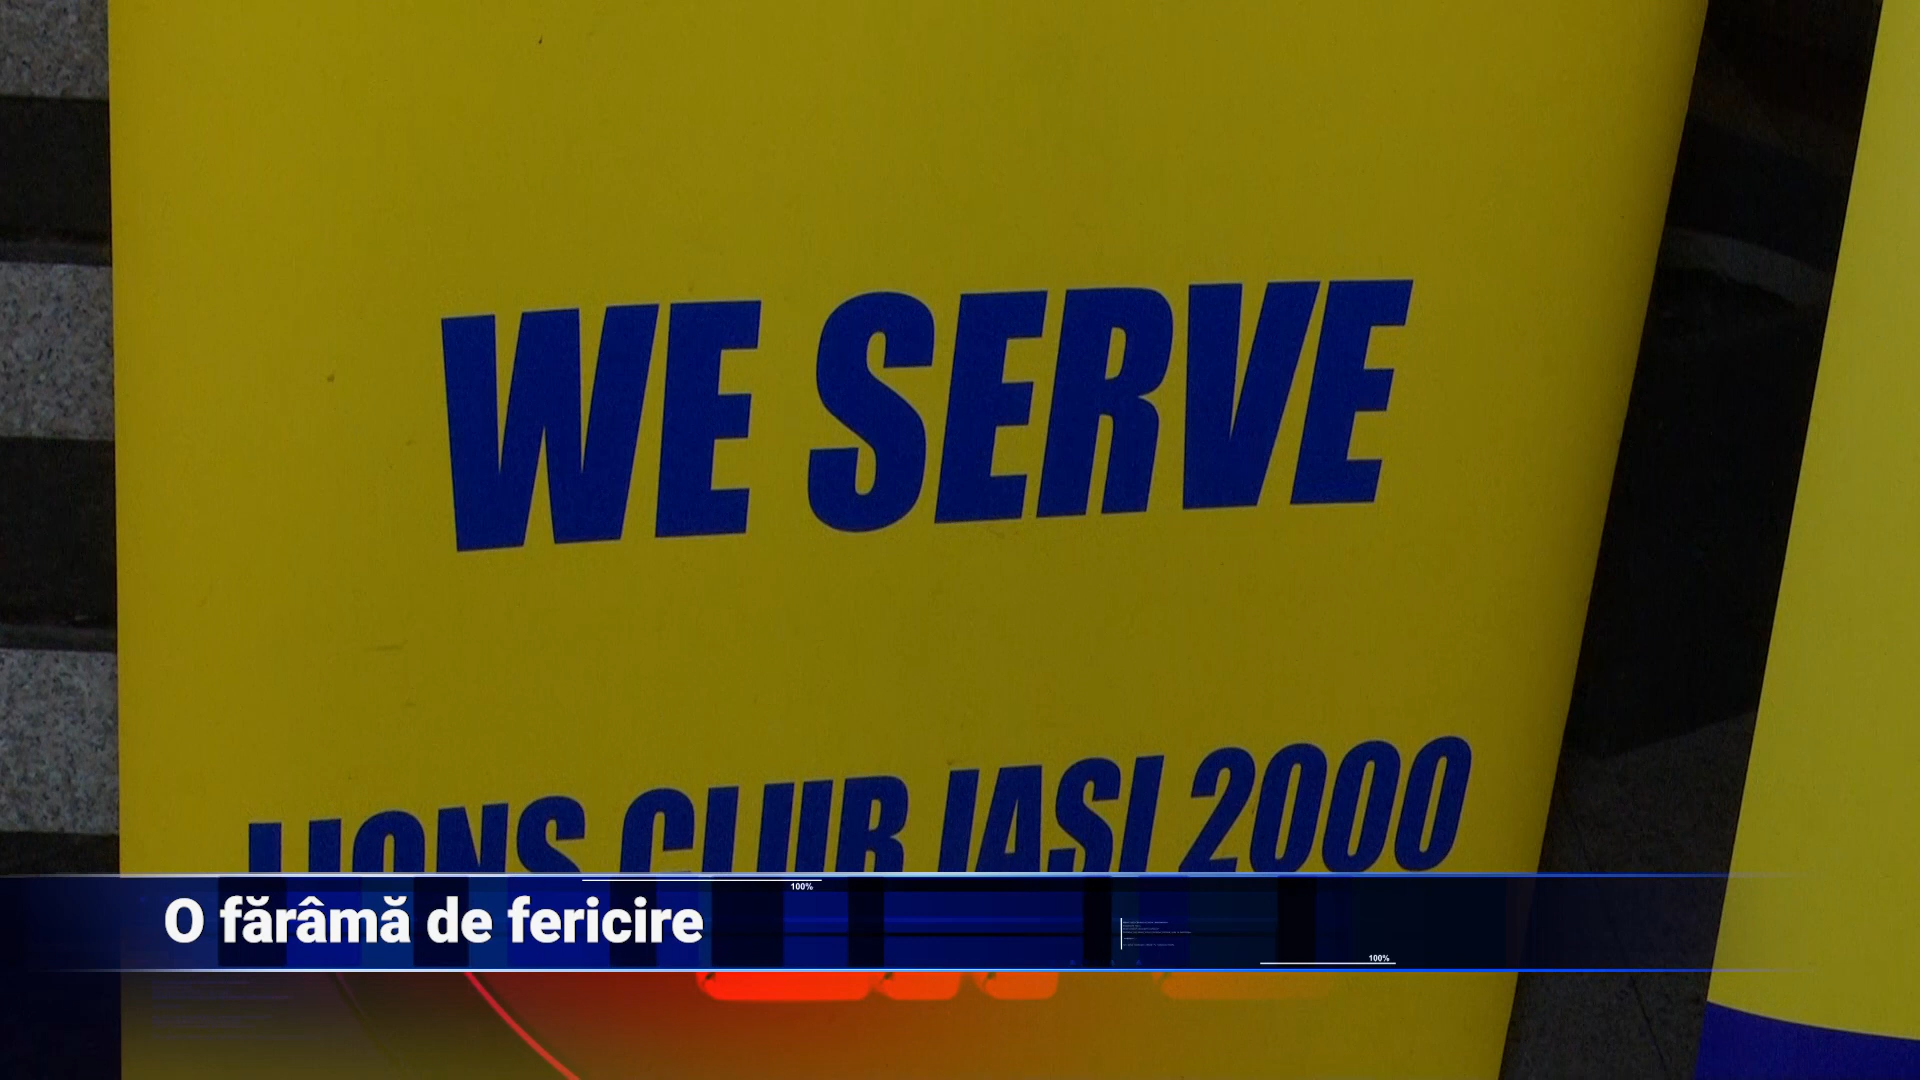 WE SERVE
LIONS CLUB IASI 2000
100%
O fărâmă de fericire
100%